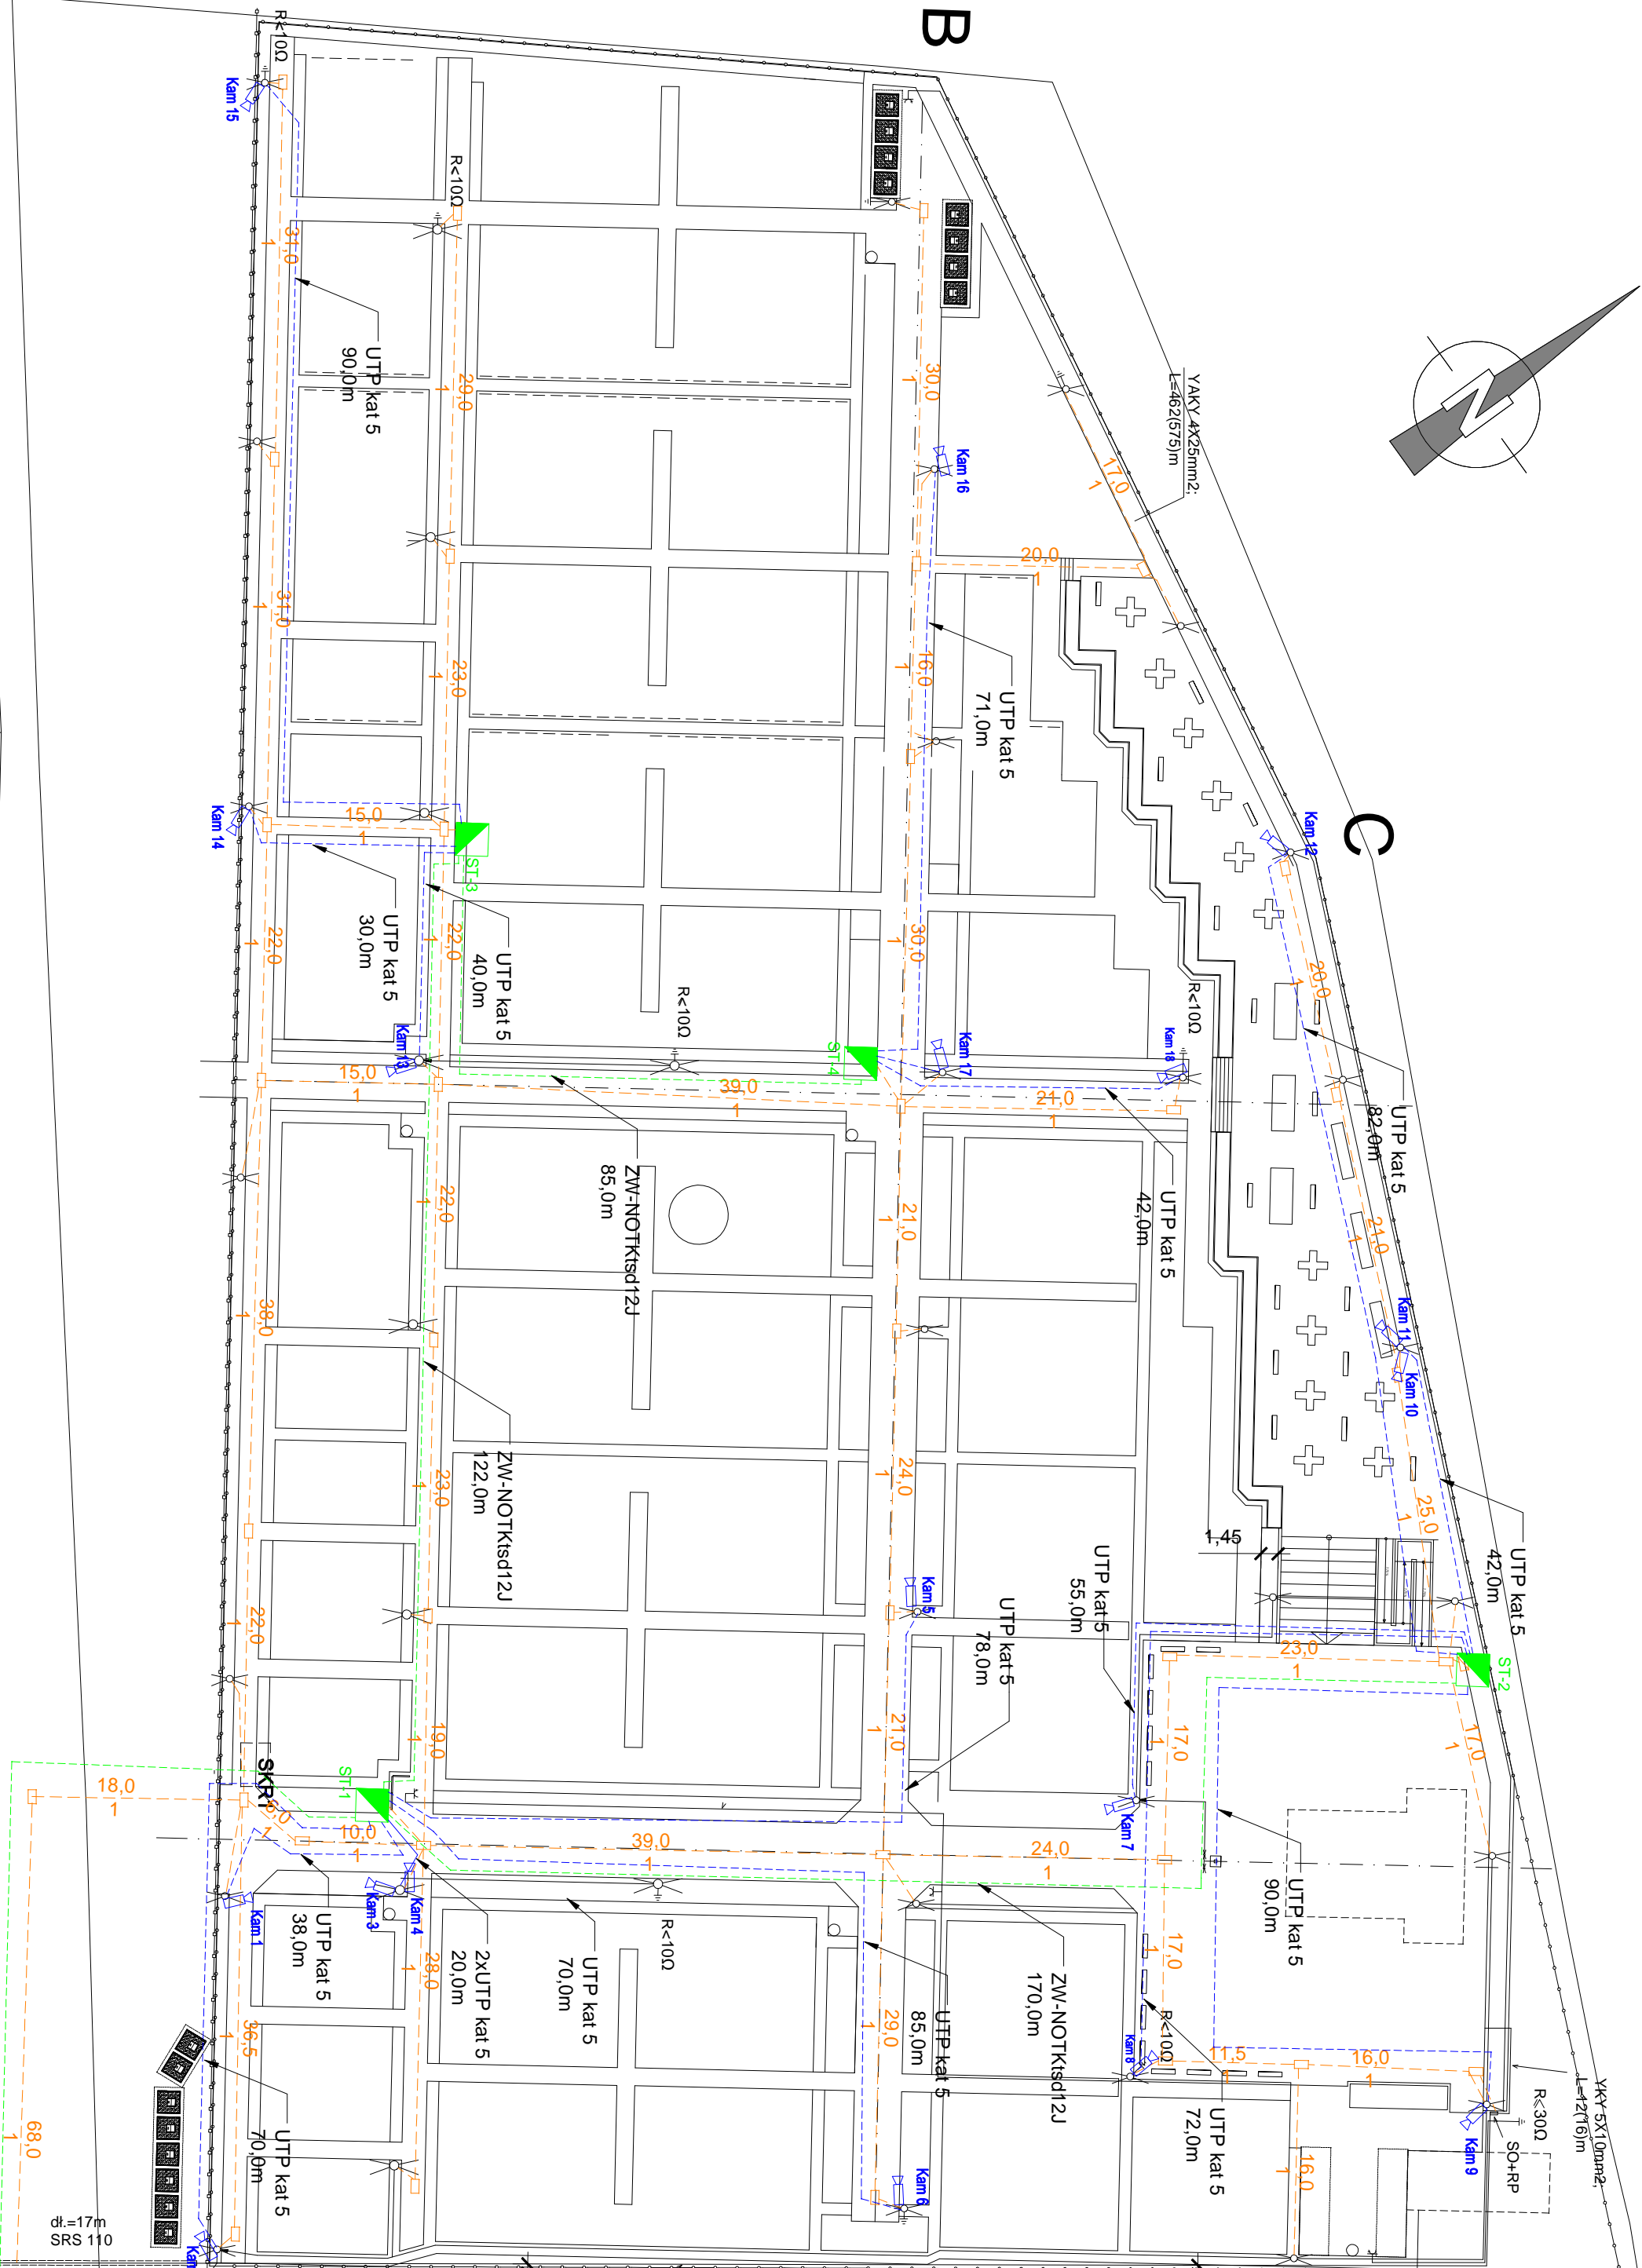 B
R<10Ω
Kam 15
R<10Ω
31,0
1
UTP kat 5
90,0m
29,0
1
30,0
1
Kam 16
YAKY 4X25mm2;
L=462(575)m
17,0
1
N
20,0
1
31,0
1
23,0
1
16,0
1
UTP kat 5
71,0m
Kam 14
15,0
1
ST-3
Kam 12
C
22,0
1
UTP kat 5
30,0m
22,0
1
UTP kat 5
40,0m
30,0
1
R<10Ω
R<10Ω
20,0
1
Kam 13
ST-4
Kam 17
Kam 18
15,0
1
39,0
1
21,0
1
UTP kat 5
82,0m
ZW-NOTKtsd12J
85,0m
UTP kat 5
42,0m
22,0
1
21,0
1
21,0
1
38,0
1
Kam 11
Kam 10
ZW-NOTKtsd12J
122,0m
23,0
1
24,0
1
25,0
1
UTP kat 5
42,0m
1,45
UTP kat 5
55,0m
UTP kat 5
78,0m
Kam 5
22,0
1
23,0
1
ST-2
19,0
1
21,0
1
17,0
1
17,0
1
SKR1
ST-1
18,0
1
6,0
1
10,0
1
39,0
1
24,0
1
Kam 7
Kam 1
Kam 3
Kam 4
UTP kat 5
38,0m
2xUTP kat 5
20,0m
UTP kat 5
70,0m
R<10Ω
UTP kat 5
90,0m
28,0
1
17,0
1
ZW-NOTKtsd12J
170,0m
36,5
1
29,0
1
UTP kat 5
85,0m
Kam 8
R<10Ω
11,5
1
16,0
1
YKY 5X10mm2;
L=12(16)m
R<30Ω
SO+RP
Kam 9
UTP kat 5
72,0m
16,0
1
68,0
1
UTP kat 5
70,0m
Kam 6
dł.=17m
SRS 110
Kam